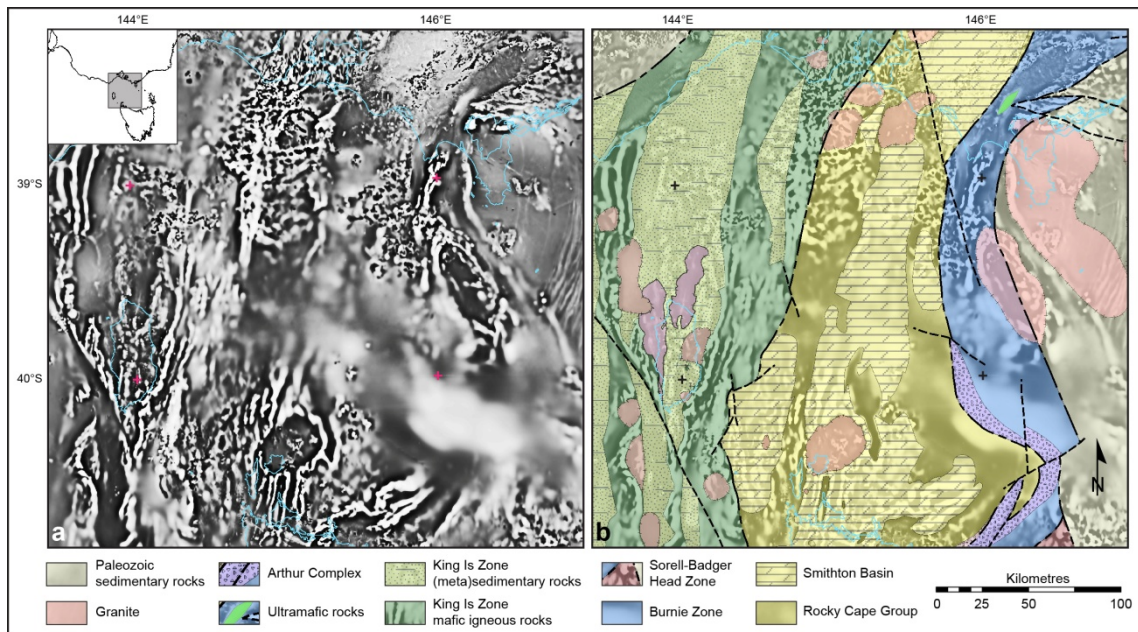 144°E
146°E
144°E
146°E
39°S
40°S
a
b
N
Paleozoic
sedimentary rocks
Arthur Complex
King Is Zone
(meta)sedimentary rocks
Sorell-Badger
Head Zone
Smithton Basin
Kilometres
0 25 50 100
Granite
Ultramafic rocks
King Is Zone
mafic igneous rocks
Burnie Zone
Rocky Cape Group